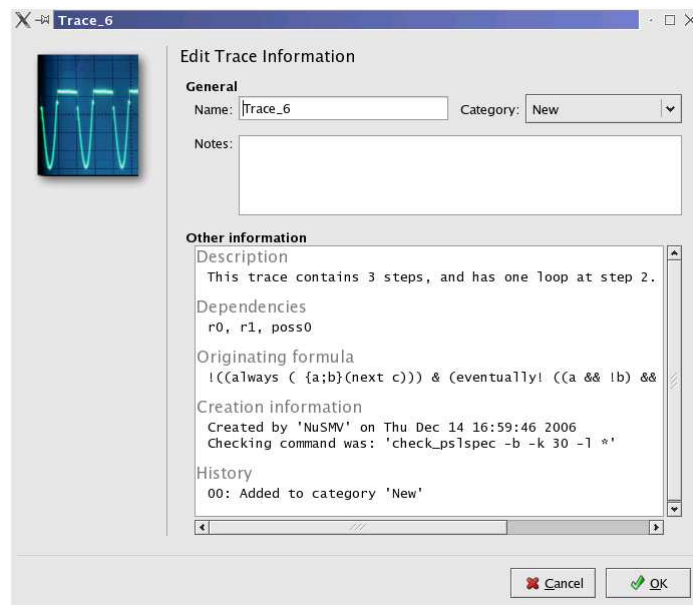 Trace_6
Edit Trace Information
General
Name: Trace_6 Category: New
Notes:
Other information
Description
This trace contains 3 steps, and has one loop at step 2.
Dependencies
r0, r1, poss0
Originating formula
!((always ( {a;b}(next c))) & (eventually! ((a && !b) &&
Creation information
Created by 'NuSMV' on Thu Dec 14 16:59:46 2006
Checking command was: 'check_pslspec -b -k 30 -l *'
History
00: Added to category 'New'
Cancel OK